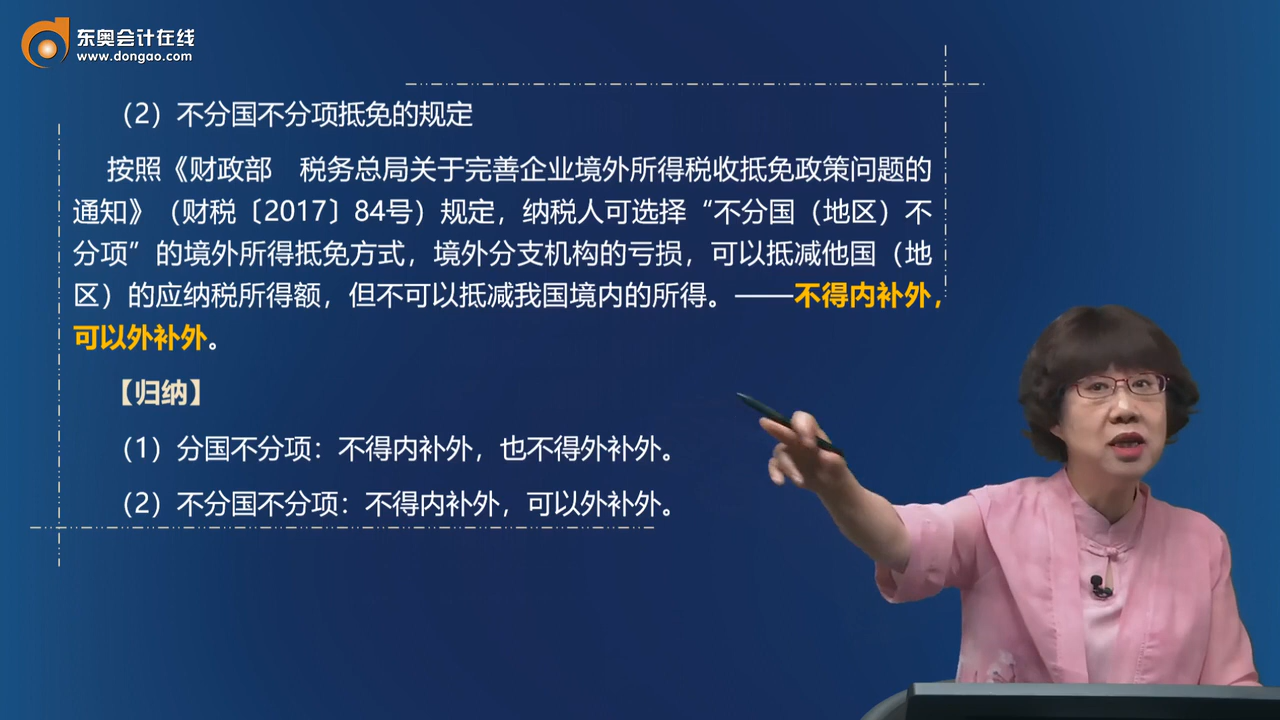 东奥会计在线
www.dongao.com
（2）不分国不分项抵免的规定
按照《财政部　税务总局关于完善企业境外所得税收抵免政策问题的
通知》（财税〔2017〕84号）规定，纳税人可选择“不分国（地区）不
分项”的境外所得抵免方式，境外分支机构的亏损，可以抵减他国（地
区）的应纳税所得额，但不可以抵减我国境内的所得。——不得内补外，
可以外补外。
【归纳】
（1）分国不分项：不得内补外，也不得外补外。
（2）不分国不分项：不得内补外，可以外补外。